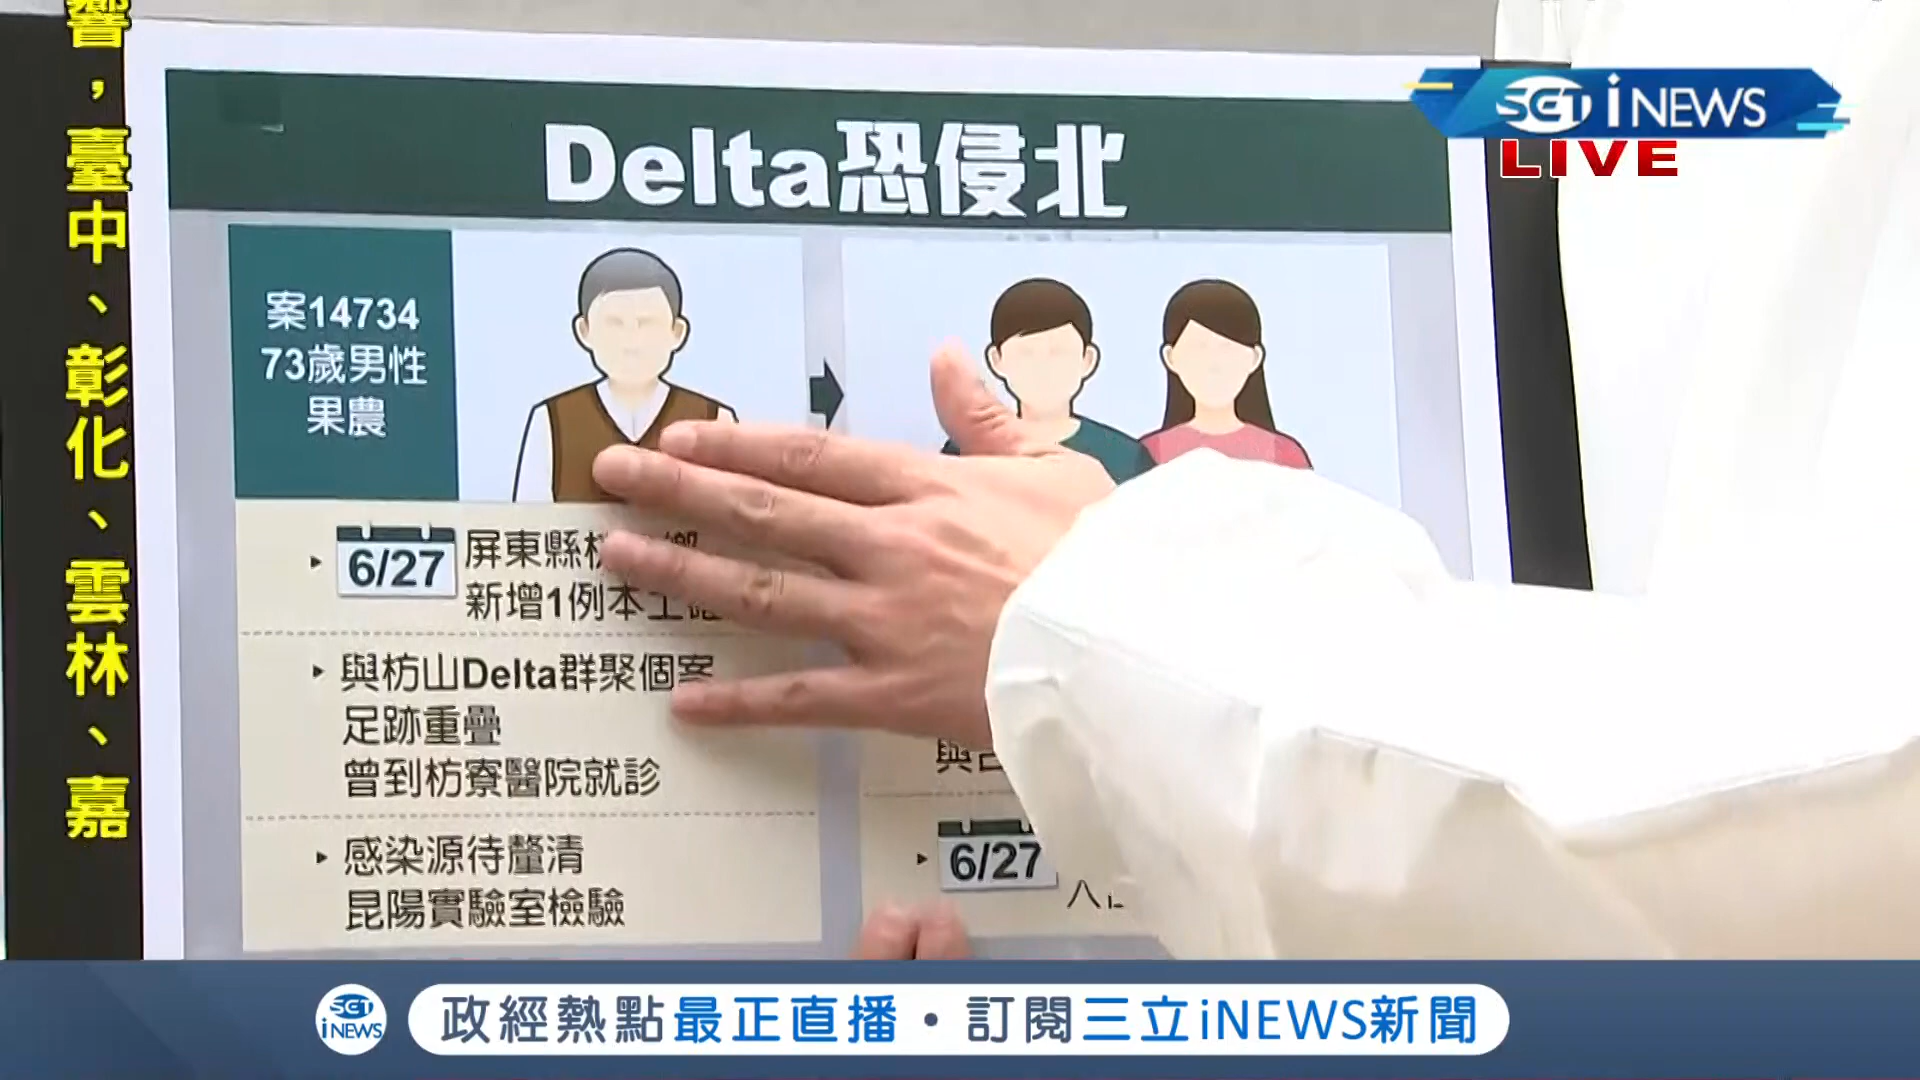 響，臺中、彰化、雲林、嘉
SET iNEWS
LIVE
Delta恐侵北
案14734
73歲男性
果農
6/27 屏東縣
新增1例本土
與枋山Delta群聚個案
足跡重疊
曾到枋寮醫院就診
感染源待釐清
昆陽實驗室檢驗
與
6/27
八
SET iNEWS 政經熱點最正直播・訂閱三立iNEWS新聞